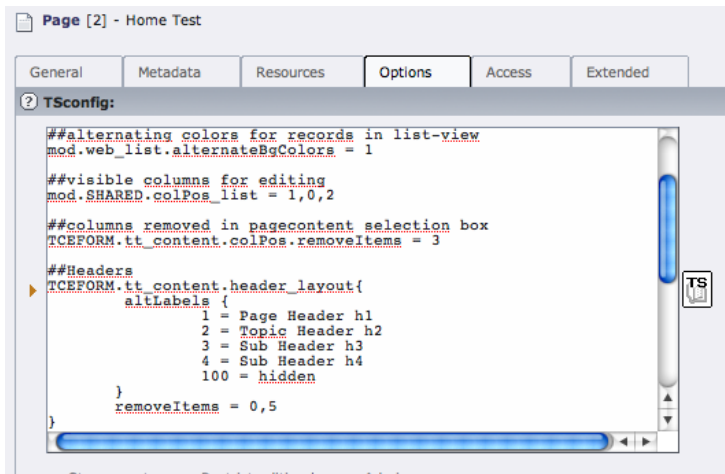 Page [2] - Home Test
General Metadata Resources Options Access Extended
? TSconfig:
##alternating colors for records in list-view
mod.web_list.alternateBgColors = 1
##visible columns for editing
mod.SHARED.colPos_list = 1,0,2
##columns removed in pagecontent selection box
TCEFORM.tt_content.colPos.removeItems = 3
##Headers
TCEFORM.tt_content.header_layout{
altLabels {
1 = Page Header h1
2 = Topic Header h2
3 = Sub Header h3
4 = Sub Header h4
100 = hidden
}
removeItems = 0,5
}
TS